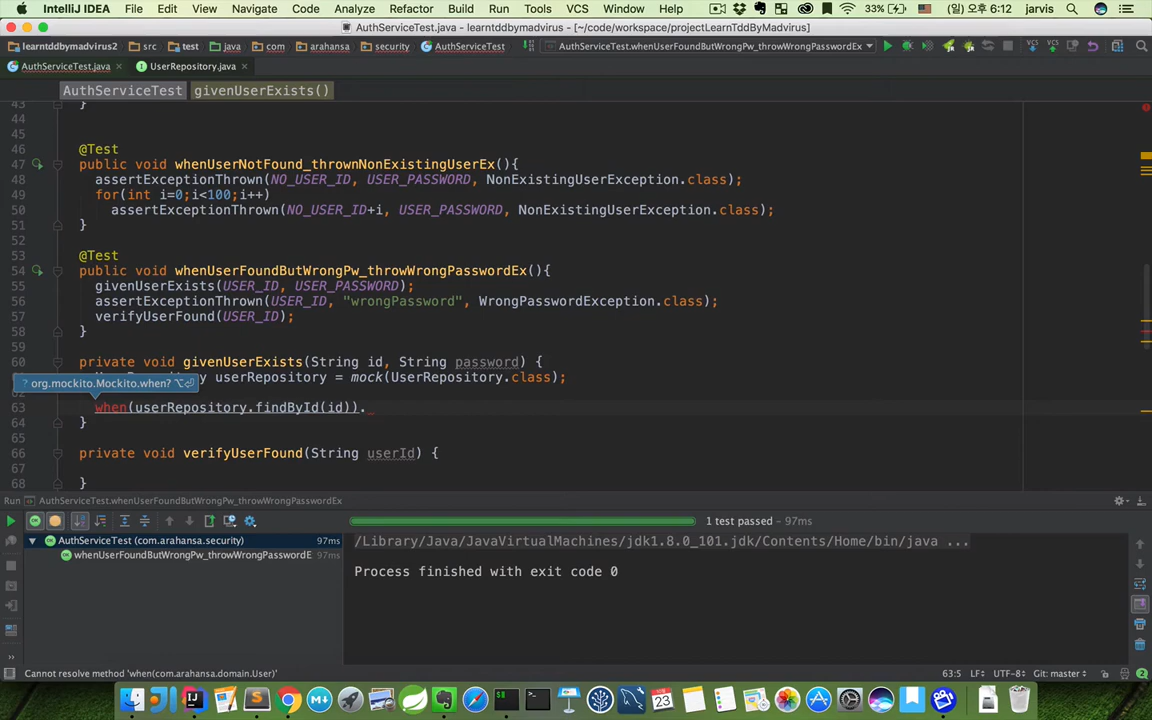 IntelliJ IDEA File Edit View Navigate Code Analyze Refactor Build Run Tools VCS Window Help 33% (일) 오후 6:12 jarvis
AuthServiceTest.java - learntddbymadvirus2 - [~/code/workspace/projectLearnTddByMadvirus]
learntddbymadvirus2 src test java com arahansa security AuthServiceTest AuthServiceTest.whenUserFoundButWrongPw_throwWrongPasswordEx
AuthServiceTest.java UserRepository.java
AuthServiceTest givenUserExists()
43 }
44
45
46 @Test
47 public void whenUserNotFound_thrownNonExistingUserEx(){
48 assertExceptionThrown(NO_USER_ID, USER_PASSWORD, NonExistingUserException.class);
49 for(int i=0;i<100;i++)
50 assertExceptionThrown(NO_USER_ID+i, USER_PASSWORD, NonExistingUserException.class);
51 }
52
53 @Test
54 public void whenUserFoundButWrongPw_throwWrongPasswordEx(){
55 givenUserExists(USER_ID, USER_PASSWORD);
56 assertExceptionThrown(USER_ID, "wrongPassword", WrongPasswordException.class);
57 verifyUserFound(USER_ID);
58 }
59
60 private void givenUserExists(String id, String password) {
userRepository = mock(UserRepository.class);
? org.mockito.Mockito.when? ⌥⏎
63 when(userRepository.findById(id)).
64 }
65
66 private void verifyUserFound(String userId) {
67
68 }
Run AuthServiceTest.whenUserFoundButWrongPw_throwWrongPasswordEx
1 test passed - 97ms
AuthServiceTest (com.arahansa.security) 97ms
whenUserFoundButWrongPw_throwWrongPasswordE 97ms
/Library/Java/JavaVirtualMachines/jdk1.8.0_101.jdk/Contents/Home/bin/java ...
Process finished with exit code 0
Cannot resolve method 'when(com.arahansa.domain.User)' 63:5 LF÷ UTF-8÷ Git: master÷